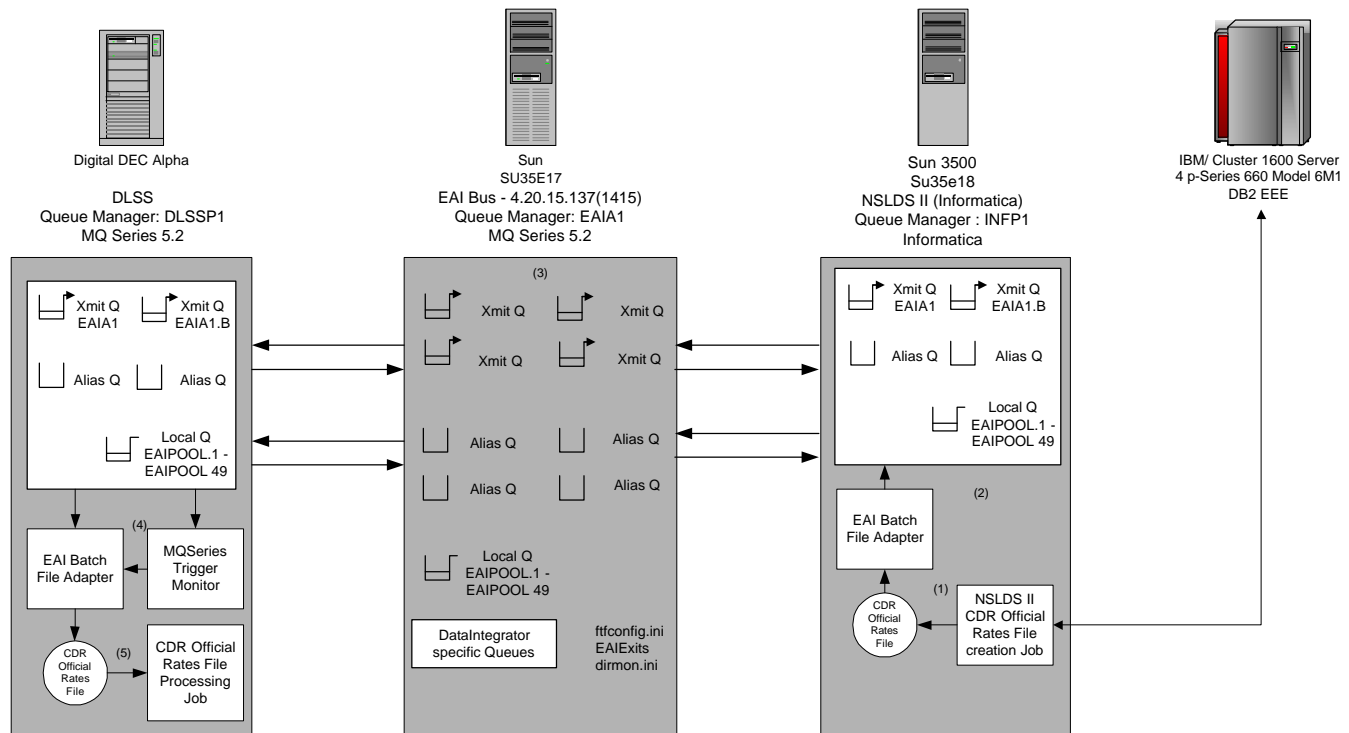 Digital DEC Alpha
DLSS
Queue Manager: DLSSP1
MQ Series 5.2
Sun
SU35E17
EAI Bus - 4.20.15.137(1415)
Queue Manager: EAIA1
MQ Series 5.2
Sun 3500
Su35e18
NSLDS II (Informatica)
Queue Manager : INFP1
Informatica
IBM/ Cluster 1600 Server
4 p-Series 660 Model 6M1
DB2 EEE
Xmit Q
EAIA1
Xmit Q
EAIA1.B
Alias Q
Alias Q
Local Q
EAIPOOL.1 -
EAIPOOL 49
(4)
EAI Batch
File Adapter
MQSeries
Trigger
Monitor
CDR
Official
Rates
File
(5)
CDR Official
Rates File
Processing
Job
(3)
Xmit Q
Xmit Q
Xmit Q
Xmit Q
Alias Q
Alias Q
Alias Q
Alias Q
Local Q
EAIPOOL.1 -
EAIPOOL 49
DataIntegrator
specific Queues
ftfconfig.ini
EAIExits
dirmon.ini
Xmit Q
EAIA1
Xmit Q
EAIA1.B
Alias Q
Alias Q
Local Q
EAIPOOL.1 -
EAIPOOL 49
(2)
EAI Batch
File Adapter
CDR
Official
Rates
File
(1)
NSLDS II
CDR Official
Rates File
creation Job